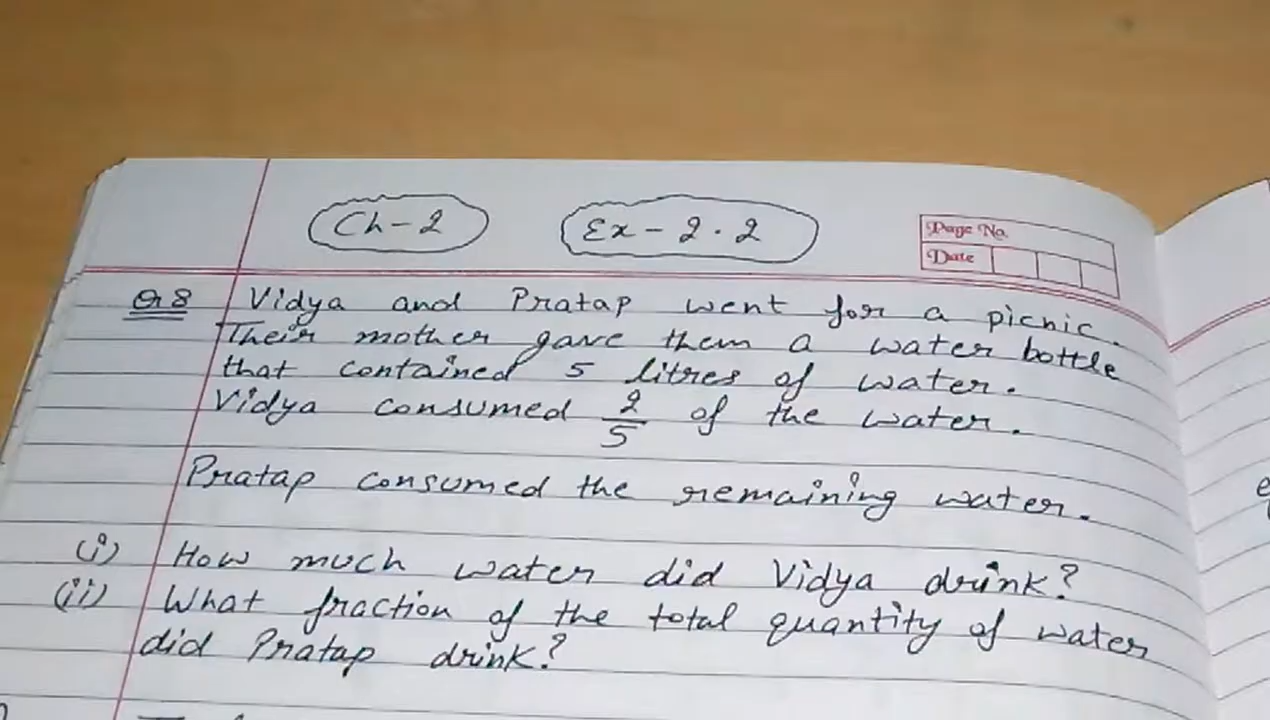 Ch-2 Ex-2.2
Page No.
Date
Q8 Vidya and Pratap went for a picnic.
Their mother gave them a water bottle
that contained 5 litres of water.
Vidya consumed 2/5 of the water.
Pratap consumed the remaining water.
(i) How much water did Vidya drink?
(ii) What fraction of the total quantity of water
did Pratap drink?